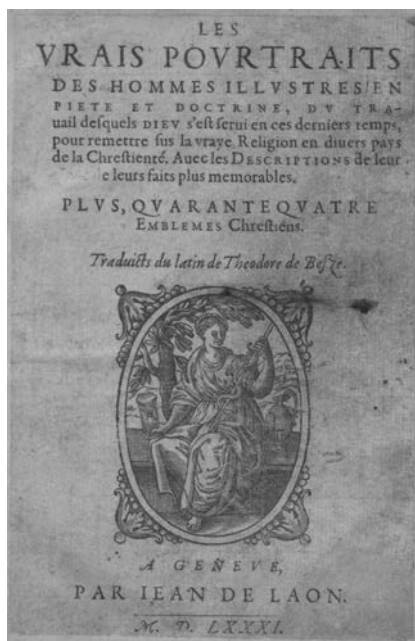 LES
VRAIS POVRTRAITS
DES HOMMES ILLVSTRES EN
PIETE ET DOCTRINE, DV TRA-
uail deſquels DIEV s'eſt ſerui en ces derniers temps,
pour remettre ſus la vraye Religion en diuers pays
de la Chreſtienté. Auec les DESCRIPTIONS de leur
e leurs faits plus memorables.
PLVS, QVARANTE QVATRE
EMBLEMES Chreſtiens.
Traduicts du latin de Theodore de Beſze.
A GENEVE,
PAR IEAN DE LAON.
M. D. LXXXI.